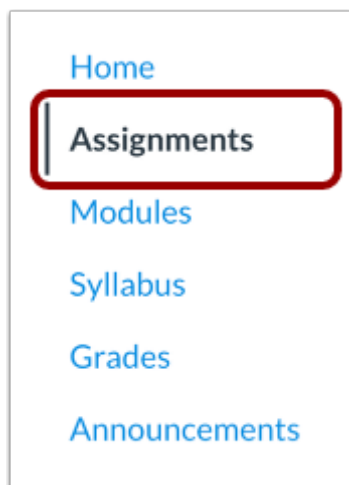 Home
Assignments
Modules
Syllabus
Grades
Announcements